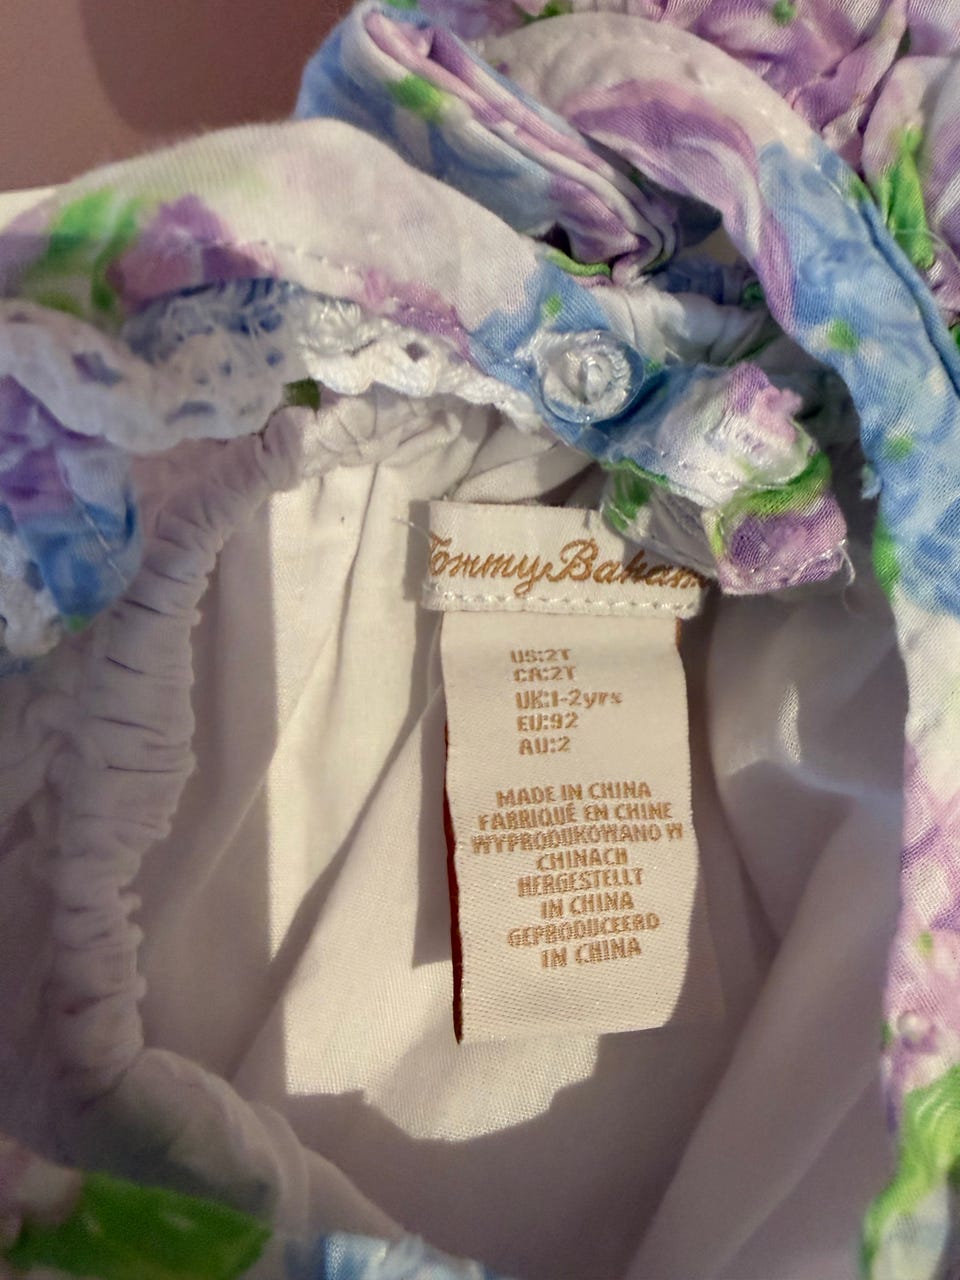 Tommy Baham
US:2T
CA:2T
UK:1-2yrs
EU:92
AU:2
MADE IN CHINA
FABRIQUÉ EN CHINE
WYPRODUKOWANO W
CHINACH
HERGESTELLT
IN CHINA
GEPRODUCEERD
IN CHINA